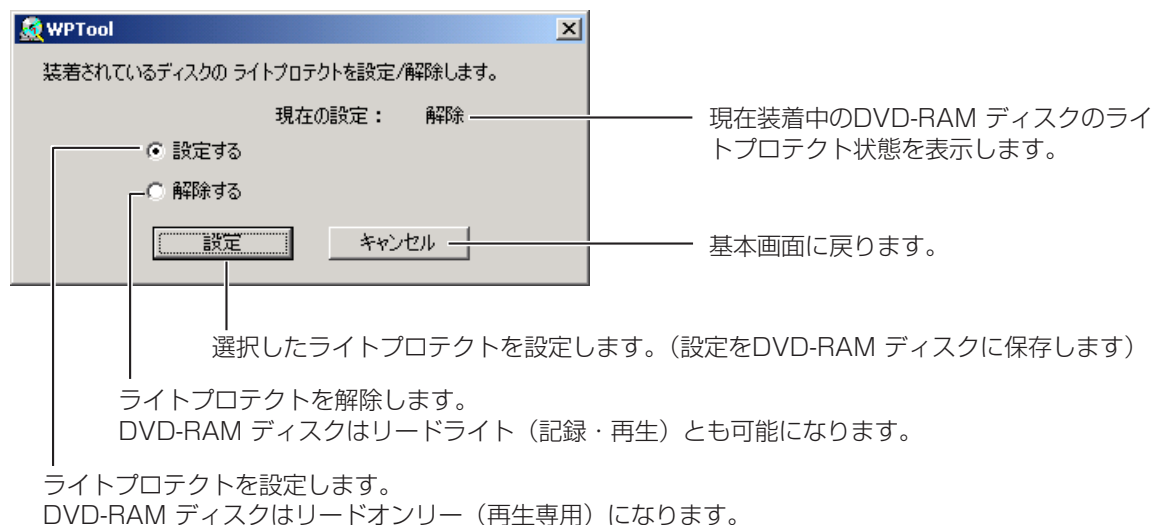 WPTool
装着されているディスクの ライトプロテクトを設定/解除します。
現在の設定： 解除
現在装着中のDVD-RAM ディスクのライ
トプロテクト状態を表示します。
設定する
解除する
設定 キャンセル
基本画面に戻ります。
選択したライトプロテクトを設定します。（設定をDVD-RAM ディスクに保存します）
ライトプロテクトを解除します。
DVD-RAM ディスクはリードライト（記録・再生）とも可能になります。
ライトプロテクトを設定します。
DVD-RAM ディスクはリードオンリー（再生専用）になります。